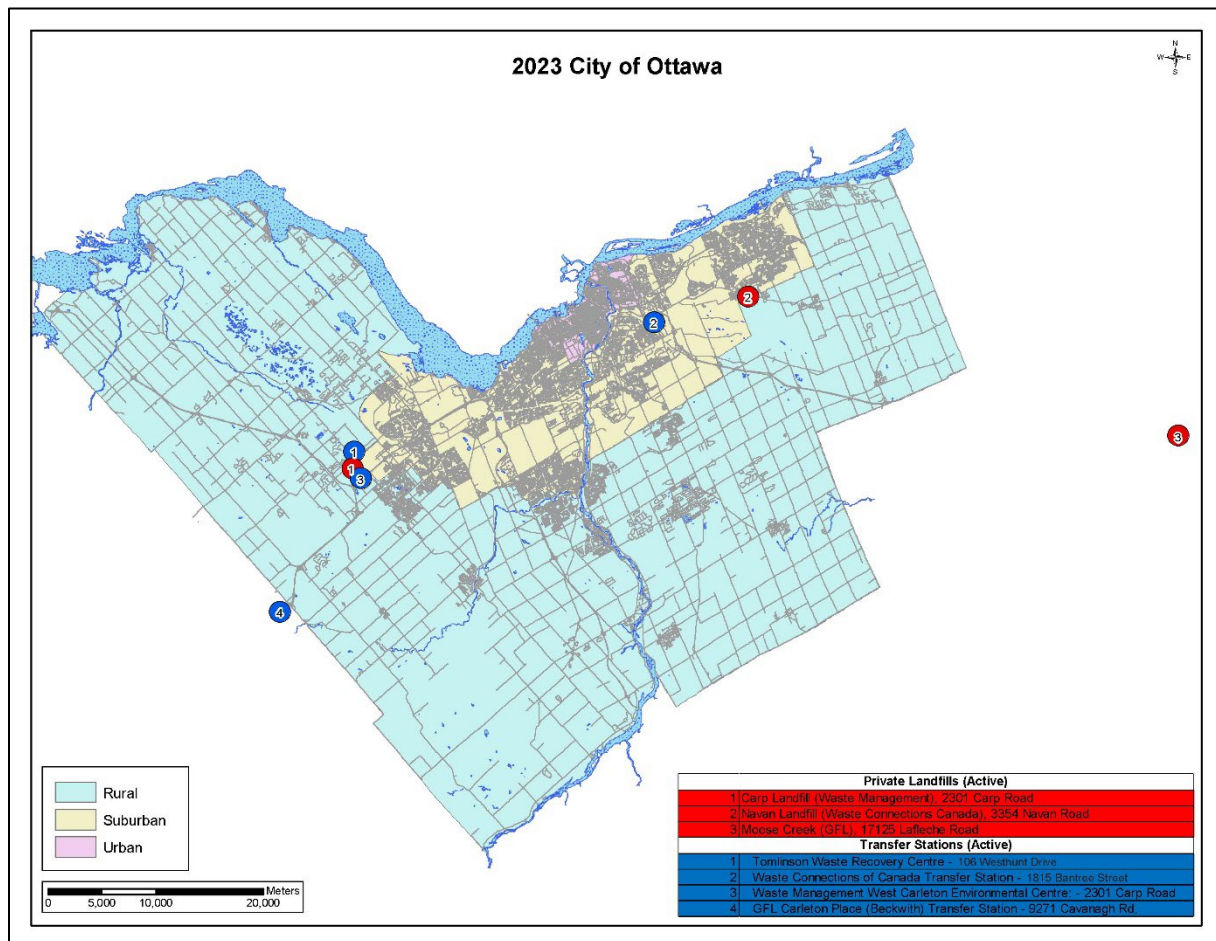 2023 City of Ottawa
N
W E
S
2
2
3
1
1
3
4
Rural
Suburban
Urban
Meters
0 5,000 10,000 20,000
Private Landfills (Active)
1 Carp Landfill (Waste Management), 2301 Carp Road
2 Navan Landfill (Waste Connections Canada), 3354 Navan Road
3 Moose Creek (GFL), 17125 Lafleche Road
Transfer Stations (Active)
1 Tomlinson Waste Recovery Centre - 106 Westhunt Drive
2 Waste Connections of Canada Transfer Station - 1815 Bantree Street
3 Waste Management West Carleton Environmental Centre: - 2301 Carp Road
4 GFL Carleton Place (Beckwith) Transfer Station - 9271 Cavanagh Rd,